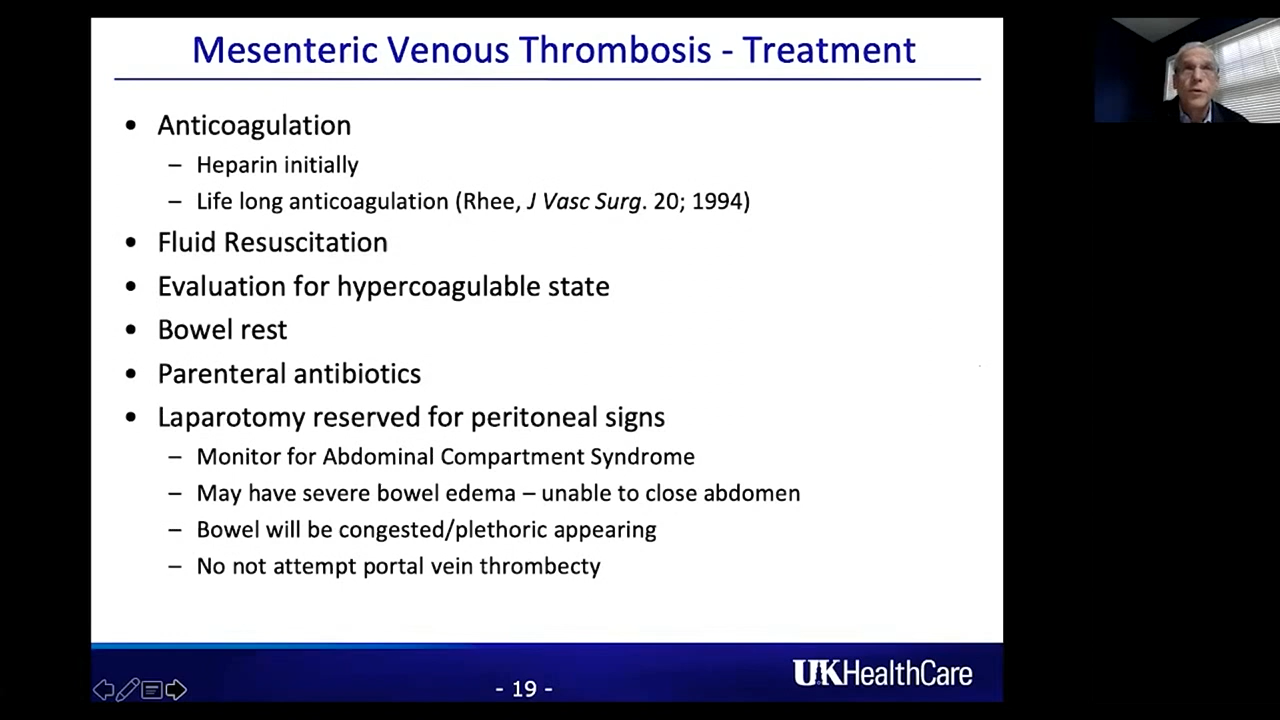 Mesenteric Venous Thrombosis - Treatment
• Anticoagulation
– Heparin initially
– Life long anticoagulation (Rhee, J Vasc Surg. 20; 1994)
• Fluid Resuscitation
• Evaluation for hypercoagulable state
• Bowel rest
• Parenteral antibiotics
• Laparotomy reserved for peritoneal signs
– Monitor for Abdominal Compartment Syndrome
– May have severe bowel edema – unable to close abdomen
– Bowel will be congested/plethoric appearing
– No not attempt portal vein thrombecty
- 19 -
UKHealthCare